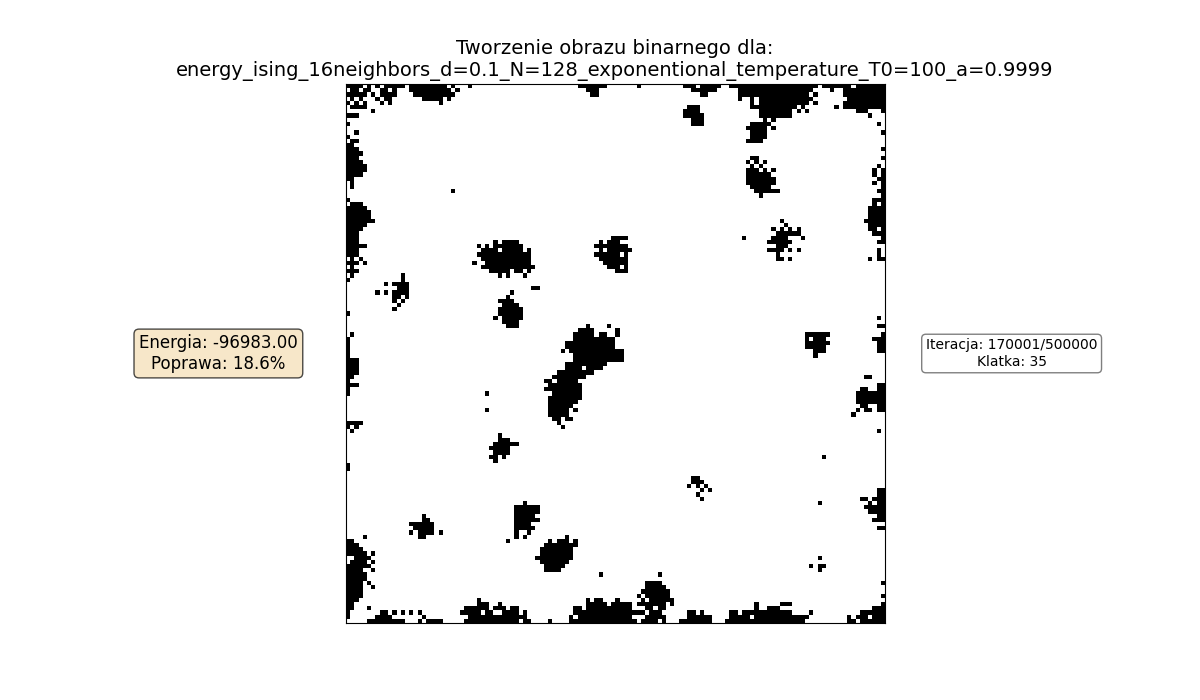 Tworzenie obrazu binarnego dla:
energy_ising_16neighbors_d=0.1_N=128_exponentional_temperature_T0=100_a=0.9999
Energia: -96983.00
Poprawa: 18.6%
Iteracja: 170001/500000
Klatka: 35